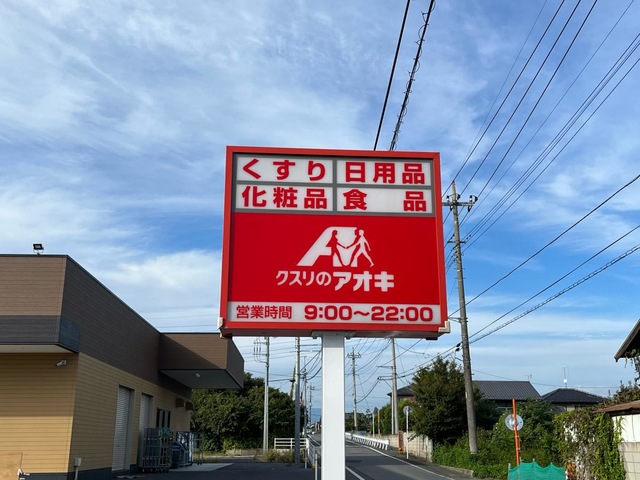 くすり 日用品
化粧品 食品
クスリのアオキ
営業時間 9:00〜22:00